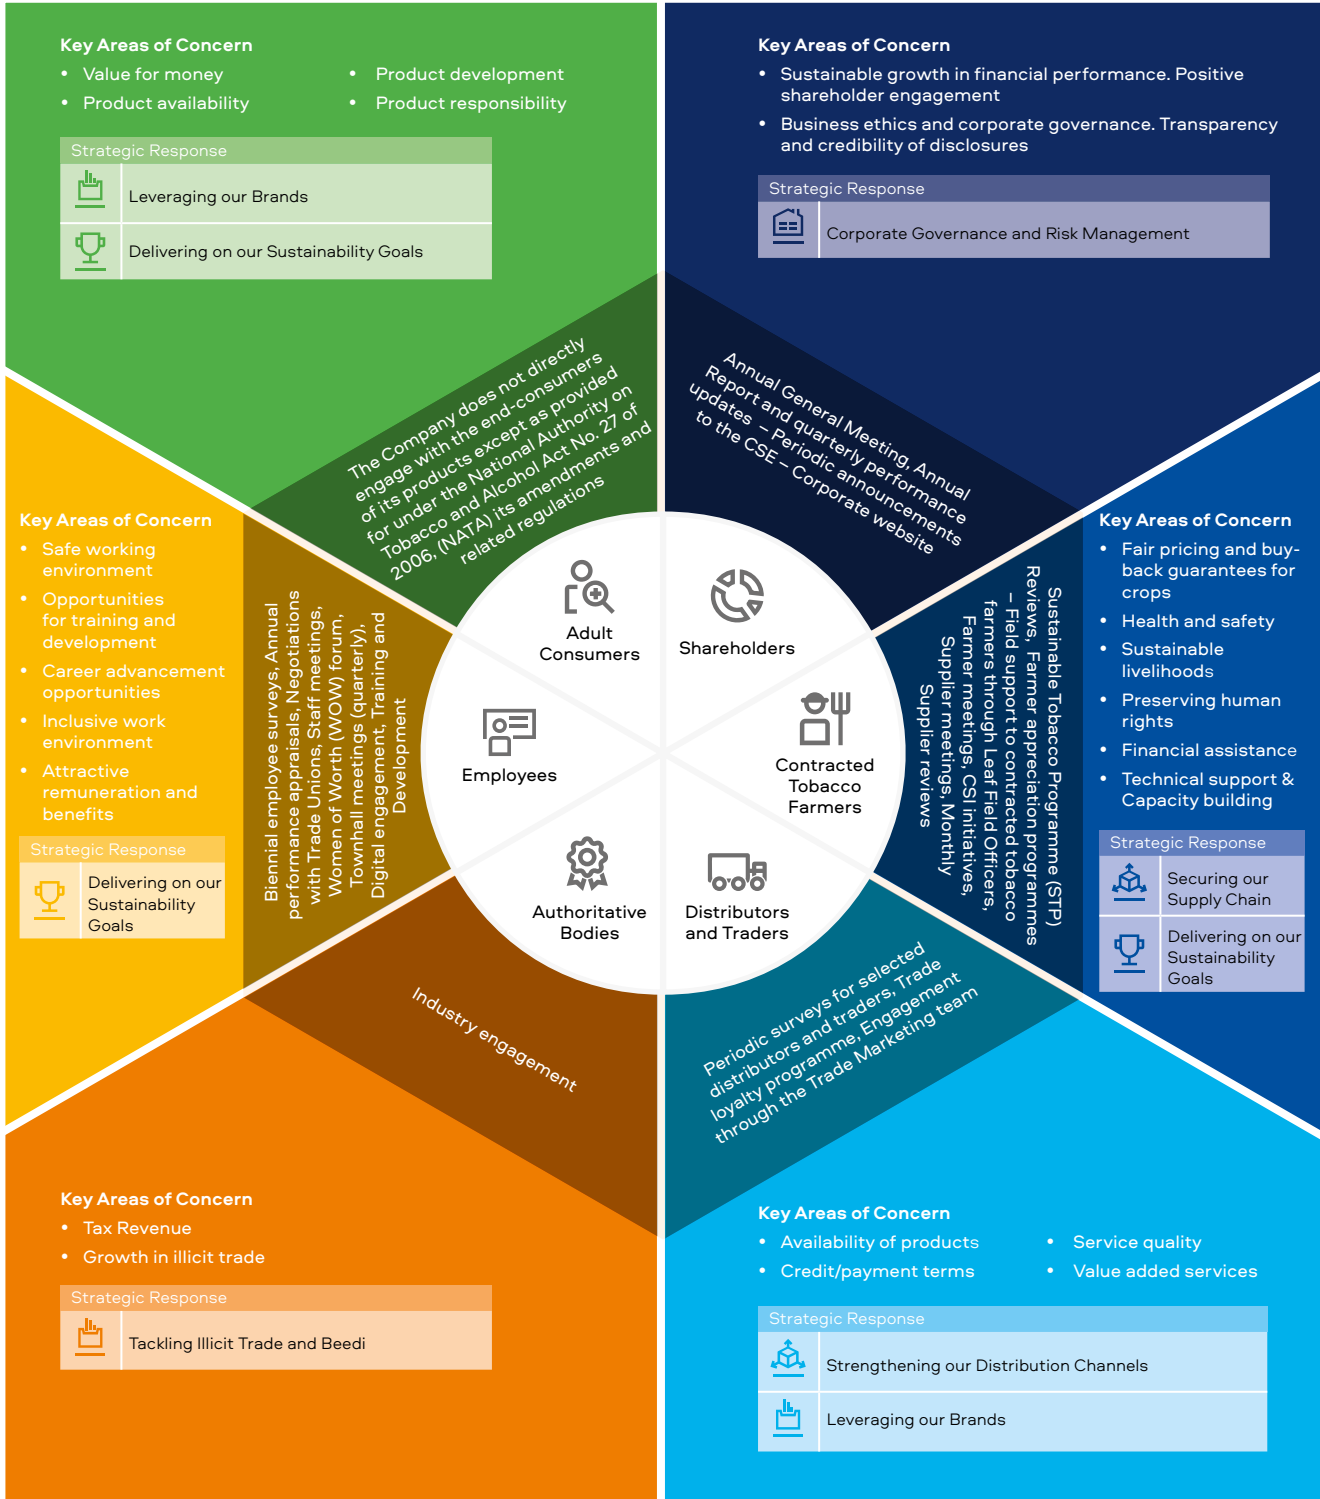 Key Areas of Concern
• Value for money
• Product availability
• Product development
• Product responsibility
Strategic Response
Leveraging our Brands
Delivering on our Sustainability Goals
The Company does not directly
engage with the end-consumers
of its products except as provided
for under the National Authority on
Tobacco and Alcohol Act No. 27 of
2006, (NATA) its amendments and
related regulations
Adult
Consumers
Key Areas of Concern
• Sustainable growth in financial performance. Positive
shareholder engagement
• Business ethics and corporate governance. Transparency
and credibility of disclosures
Strategic Response
Corporate Governance and Risk Management
Annual General Meeting, Annual
Report and quarterly performance
updates – Periodic announcements
to the CSE – Corporate website
Shareholders
Key Areas of Concern
• Safe working
environment
• Opportunities
for training and
development
• Career advancement
opportunities
• Inclusive work
environment
• Attractive
remuneration and
benefits
Strategic Response
Delivering on our
Sustainability
Goals
Biennial employee surveys, Annual
performance appraisals, Negotiations
with Trade Unions, Staff meetings,
Women of Worth (WOW) forum,
Townhall meetings (quarterly),
Digital engagement, Training and
Development
Employees
Key Areas of Concern
• Fair pricing and buy-
back guarantees for
crops
• Health and safety
• Sustainable
livelihoods
• Preserving human
rights
• Financial assistance
• Technical support &
Capacity building
Strategic Response
Securing our
Supply Chain
Delivering on our
Sustainability
Goals
Sustainable Tobacco Programme (STP)
Reviews, Farmer appreciation programmes
– Field support to contracted tobacco
farmers through Leaf Field Officers,
Farmer meetings, CSI initiatives,
Supplier meetings, Monthly
Supplier reviews
Contracted
Tobacco
Farmers
Authoritative
Bodies
Industry engagement
Key Areas of Concern
• Tax Revenue
• Growth in illicit trade
Strategic Response
Tackling Illicit Trade and Beedi
Distributors
and Traders
Periodic surveys for selected
distributors and traders, Trade
loyalty programme, Engagement
through the Trade Marketing team
Key Areas of Concern
• Availability of products
• Credit/payment terms
• Service quality
• Value added services
Strategic Response
Strengthening our Distribution Channels
Leveraging our Brands